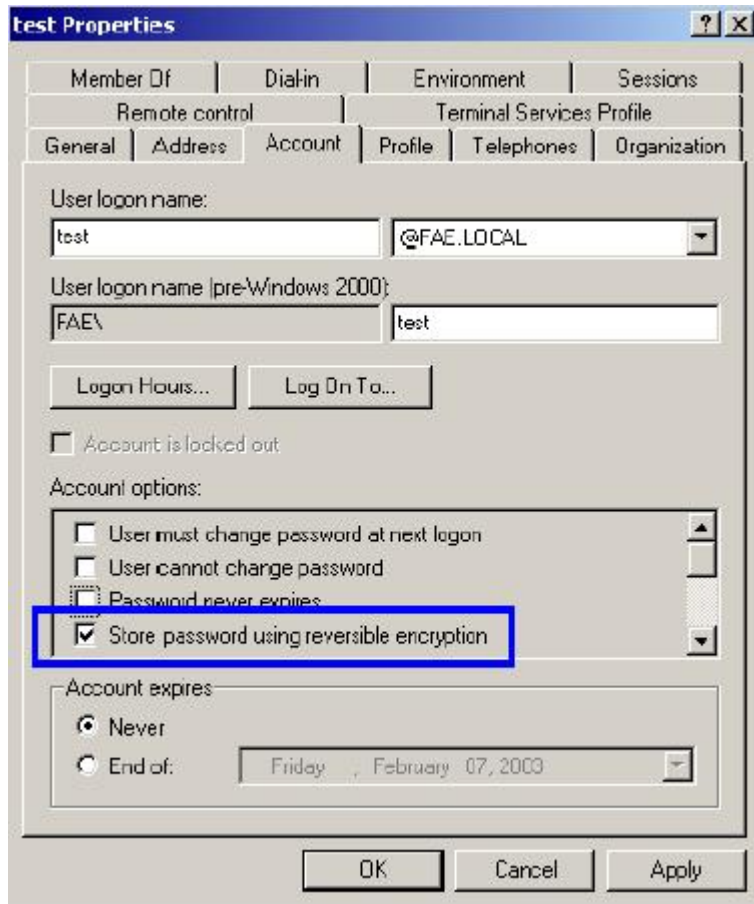 test Properties
? X
Member Of Dial-in Environment Sessions
Remote control Terminal Services Profile
General Address Account Profile Telephones Organization
User logon name:
test @FAE.LOCAL
User logon name (pre-Windows 2000):
FAE\ test
Logon Hours... Log On To...
Account is locked out
Account options:
User must change password at next logon
User cannot change password
Password never expires
Store password using reversible encryption
Account expires
Never
End of: Friday , February 07, 2003
OK Cancel Apply